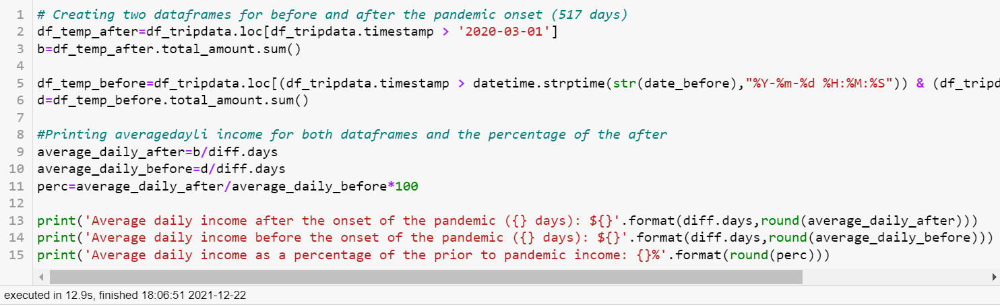 1 # Creating two dataframes for before and after the pandemic onset (517 days)
2 df_temp_after=df_tripdata.loc[df_tripdata.timestamp > '2020-03-01']
3 b=df_temp_after.total_amount.sum()
4
5 df_temp_before=df_tripdata.loc[(df_tripdata.timestamp > datetime.strptime(str(date_before),"%Y-%m-%d %H:%M:%S")) & (df_tripd
6 d=df_temp_before.total_amount.sum()
7
8 #Printing averagedayli income for both dataframes and the percentage of the after
9 average_daily_after=b/diff.days
10 average_daily_before=d/diff.days
11 perc=average_daily_after/average_daily_before*100
12
13 print('Average daily income after the onset of the pandemic ({} days): ${}'.format(diff.days,round(average_daily_after)))
14 print('Average daily income before the onset of the pandemic ({} days): ${}'.format(diff.days,round(average_daily_before)))
15 print('Average daily income as a percentage of the prior to pandemic income: {}%'.format(round(perc)))
executed in 12.9s, finished 18:06:51 2021-12-22